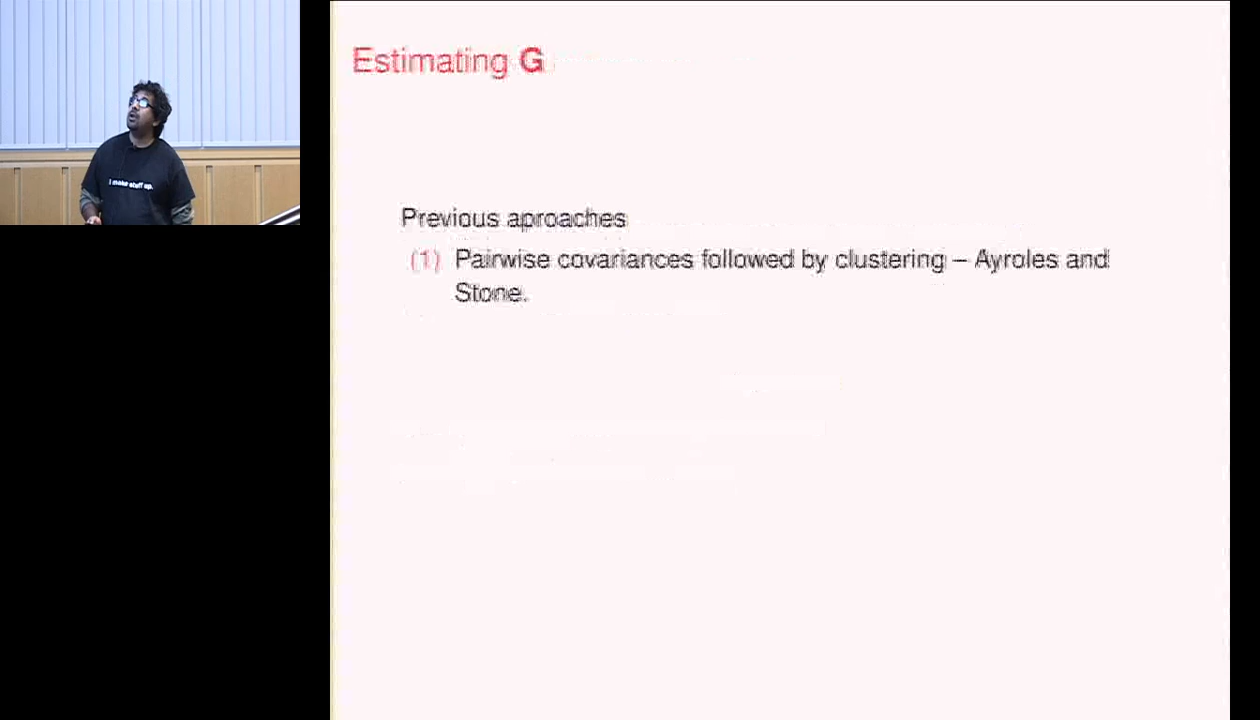 Estimating G
Previous aproaches
(1) Pairwise covariances followed by clustering – Ayroles and
Stone.
I make stuff up.